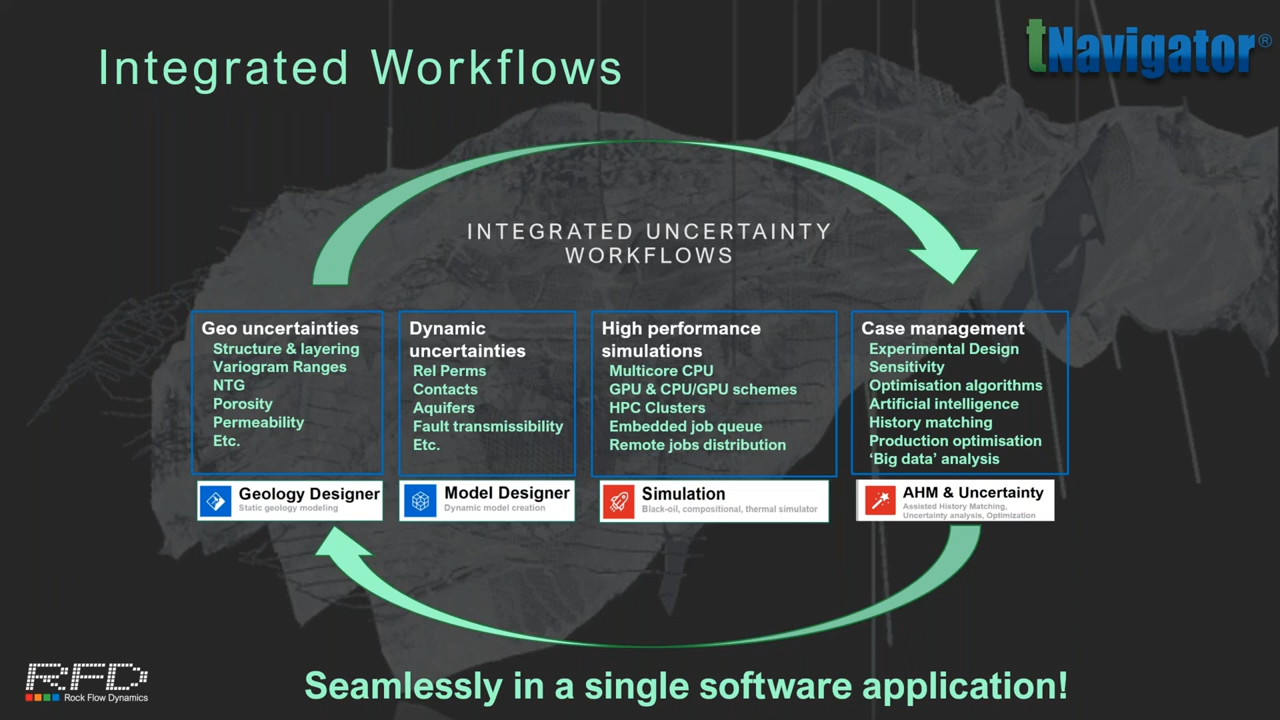 Integrated Workflows
tNavigator®
INTEGRATED UNCERTAINTY
WORKFLOWS
Geo uncertainties
Structure & layering
Variogram Ranges
NTG
Porosity
Permeability
Etc.
Geology Designer
Static geology modeling
Dynamic
uncertainties
Rel Perms
Contacts
Aquifers
Fault transmissibility
Etc.
Model Designer
Dynamic model creation
High performance
simulations
Multicore CPU
GPU & CPU/GPU schemes
HPC Clusters
Embedded job queue
Remote jobs distribution
Simulation
Black-oil, compositional, thermal simulator
Case management
Experimental Design
Sensitivity
Optimisation algorithms
Artificial intelligence
History matching
Production optimisation
‘Big data’ analysis
AHM & Uncertainty
Assisted History Matching,
Uncertainty analysis, Optimization
RFD
Rock Flow Dynamics
Seamlessly in a single software application!